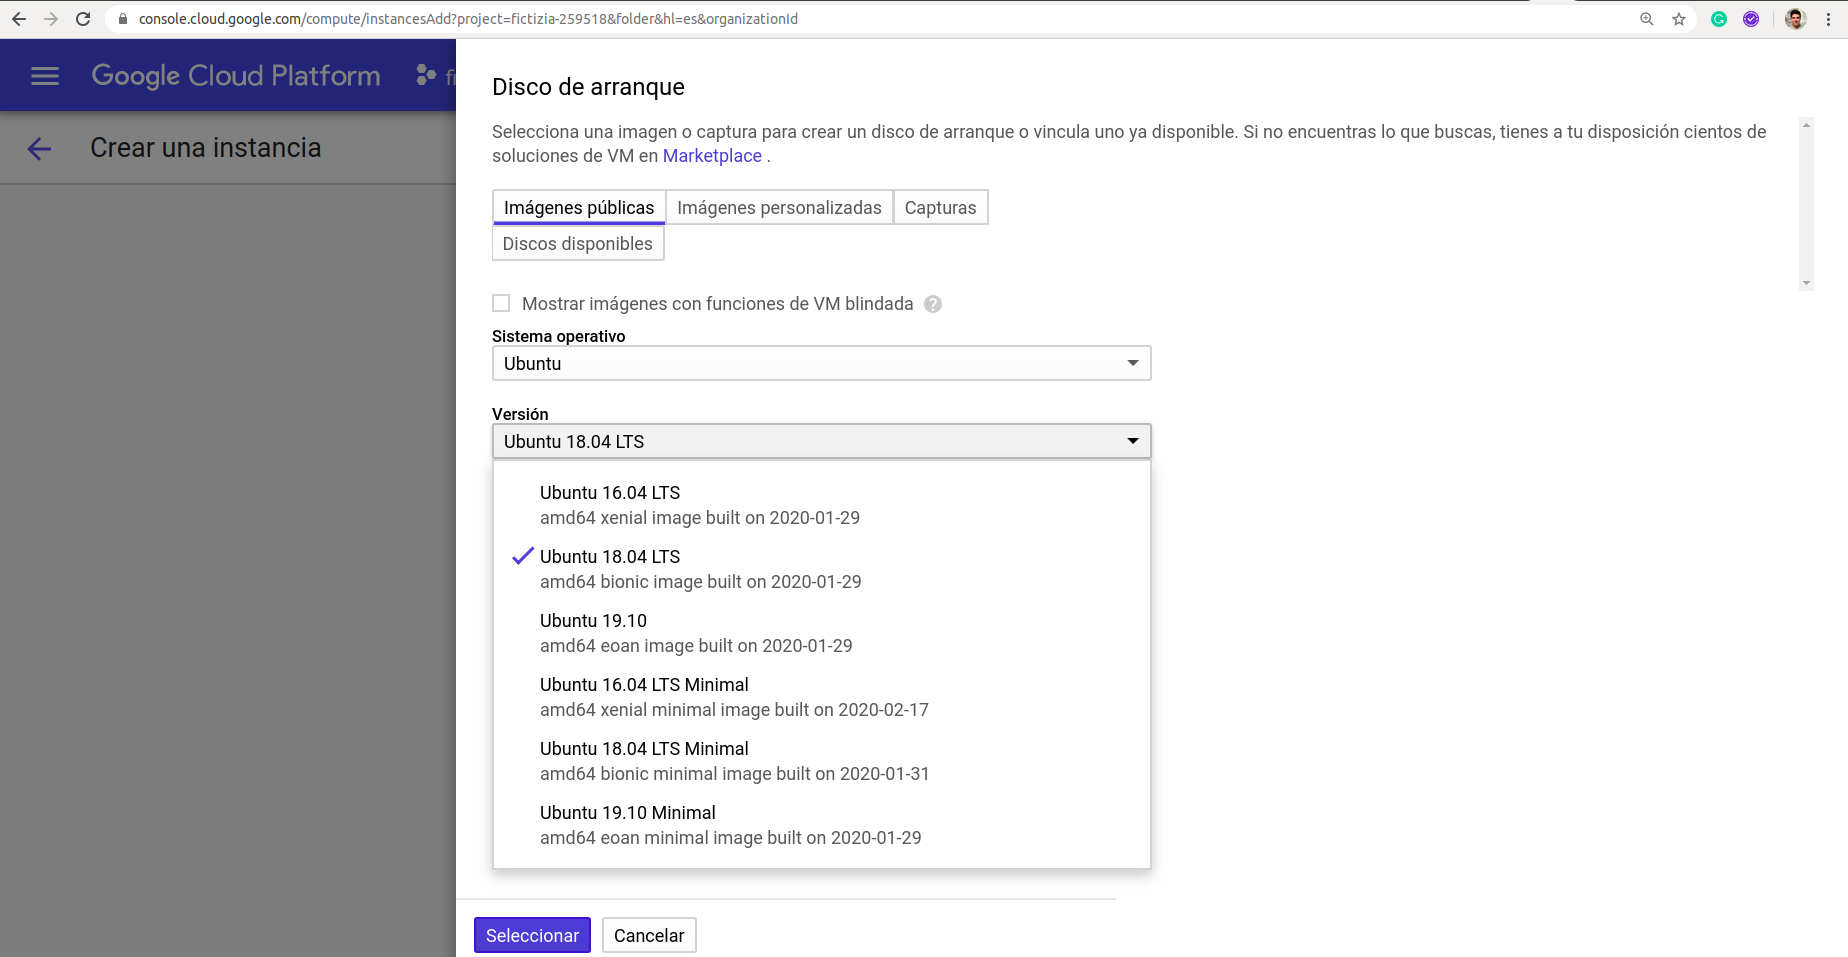 console.cloud.google.com/compute/instancesAdd?project=fictizia-259518&folder&hl=es&organizationId
Google Cloud Platform
Crear una instancia
Disco de arranque
Selecciona una imagen o captura para crear un disco de arranque o vincula uno ya disponible. Si no encuentras lo que buscas, tienes a tu disposición cientos de
soluciones de VM en Marketplace .
Imágenes públicas Imágenes personalizadas Capturas
Discos disponibles
Mostrar imágenes con funciones de VM blindada ?
Sistema operativo
Ubuntu
Versión
Ubuntu 18.04 LTS
Ubuntu 16.04 LTS
amd64 xenial image built on 2020-01-29
Ubuntu 18.04 LTS
amd64 bionic image built on 2020-01-29
Ubuntu 19.10
amd64 eoan image built on 2020-01-29
Ubuntu 16.04 LTS Minimal
amd64 xenial minimal image built on 2020-02-17
Ubuntu 18.04 LTS Minimal
amd64 bionic minimal image built on 2020-01-31
Ubuntu 19.10 Minimal
amd64 eoan minimal image built on 2020-01-29
Seleccionar Cancelar